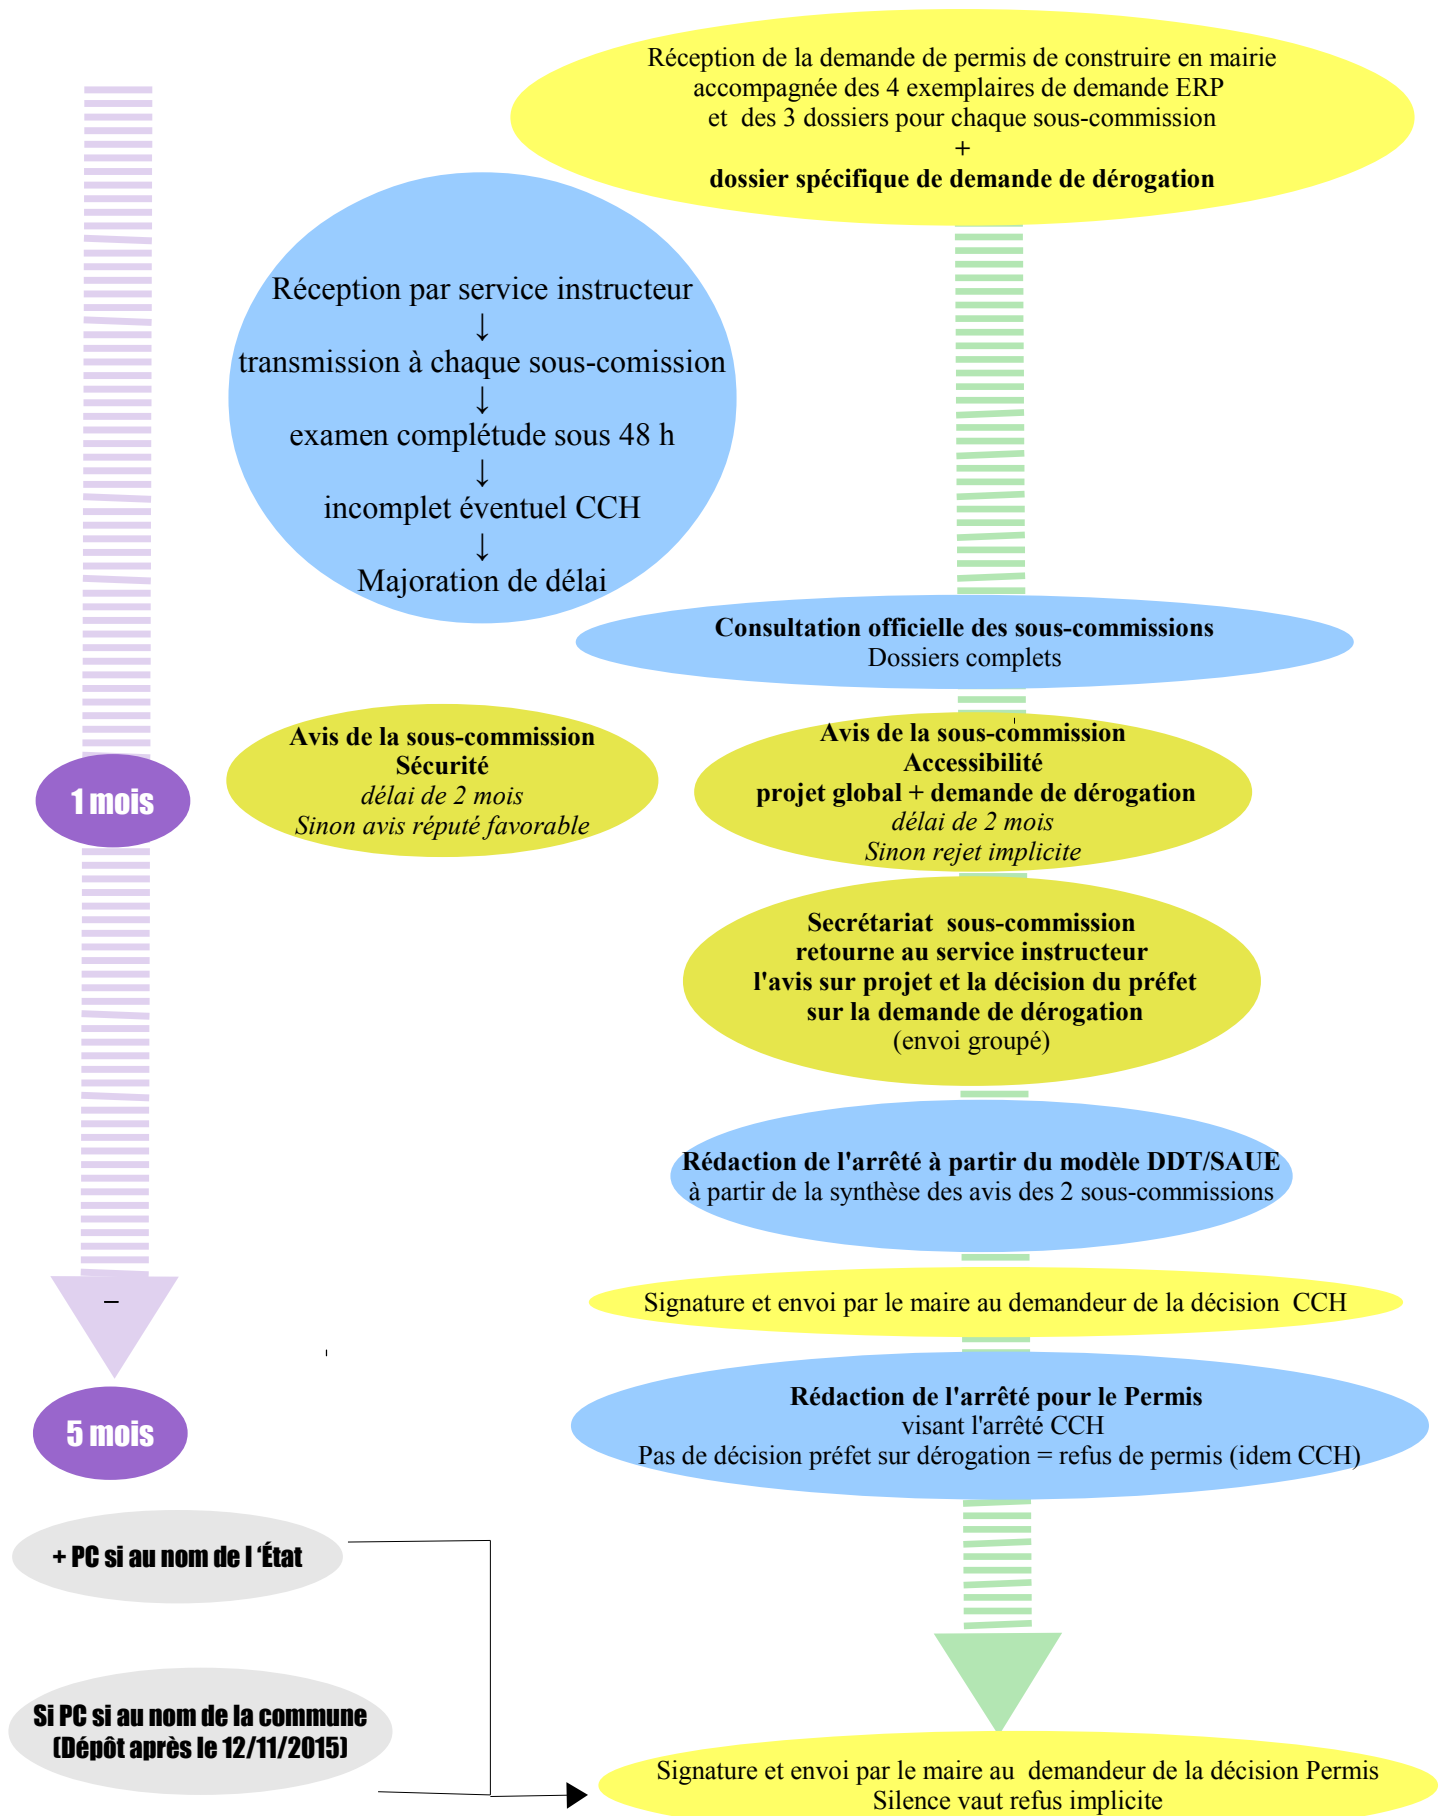 Réception de la demande de permis de construire en mairie
accompagnée des 4 exemplaires de demande ERP
et des 3 dossiers pour chaque sous-commission
+
dossier spécifique de demande de dérogation
Réception par service instructeur
↓
transmission à chaque sous-comission
↓
examen complétude sous 48 h
↓
incomplet éventuel CCH
↓
Majoration de délai
Consultation officielle des sous-commissions
Dossiers complets
1 mois
Avis de la sous-commission
Sécurité
délai de 2 mois
Sinon avis réputé favorable
Avis de la sous-commission
Accessibilité
projet global + demande de dérogation
délai de 2 mois
Sinon rejet implicite
Secrétariat sous-commission
retourne au service instructeur
l'avis sur projet et la décision du préfet
sur la demande de dérogation
(envoi groupé)
Rédaction de l'arrêté à partir du modèle DDT/SAUE
à partir de la synthèse des avis des 2 sous-commissions
Signature et envoi par le maire au demandeur de la décision CCH
5 mois
Rédaction de l'arrêté pour le Permis
visant l'arrêté CCH
Pas de décision préfet sur dérogation = refus de permis (idem CCH)
+ PC si au nom de l ‘État
Si PC si au nom de la commune
(Dépôt après le 12/11/2015)
Signature et envoi par le maire au demandeur de la décision Permis
Silence vaut refus implicite